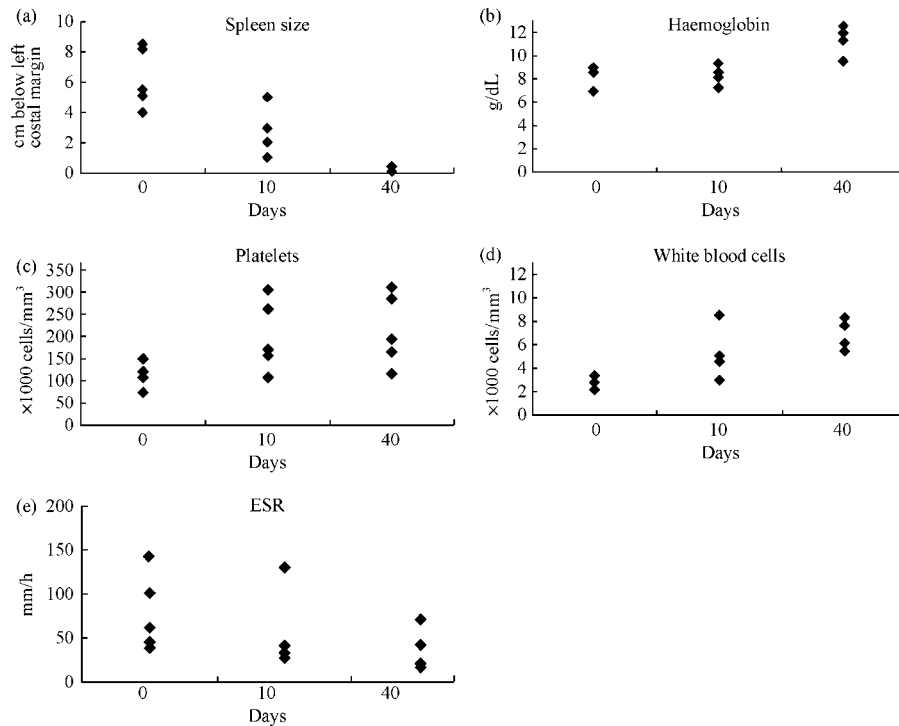 (a)
Spleen size
cm below left
costal margin
8
6
4
2
0
0 10 40
Days
(b)
Haemoglobin
g/dL
12
10
8
6
4
2
0
0 10 40
Days
(c)
Platelets
×1000 cells/mm³
350
300
250
200
150
100
50
0
0 10 40
Days
(d)
White blood cells
×1000 cells/mm³
12
10
8
6
4
2
0
0 10 40
Days
(e)
ESR
mm/h
200
150
100
50
0
0 10 40
Days